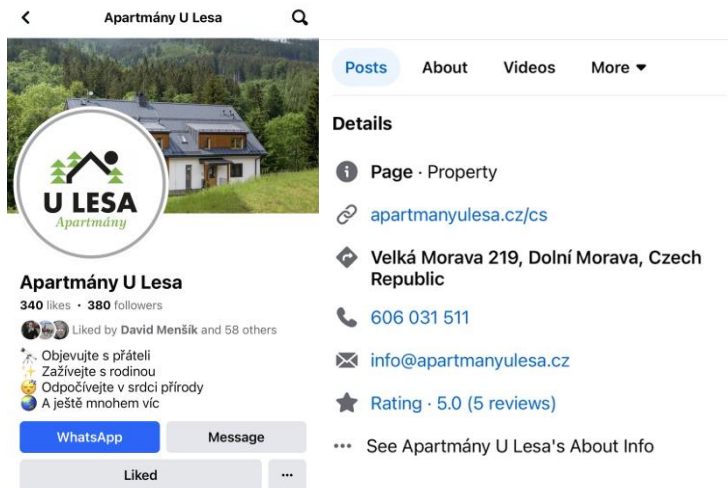 Apartmány U Lesa
U LESA
Apartmány
Apartmány U Lesa
340 likes • 380 followers
Liked by David Menšík and 58 others
Objevujte s přáteli
Zažívejte s rodinou
Odpočívejte v srdci přírody
A ještě mnohem víc
WhatsApp
Message
Liked
Posts
About
Videos
More
Details
Page · Property
apartmanyulesa.cz/cs
Velká Morava 219, Dolní Morava, Czech
Republic
606 031 511
info@apartmanyulesa.cz
Rating · 5.0 (5 reviews)
See Apartmány U Lesa's About Info